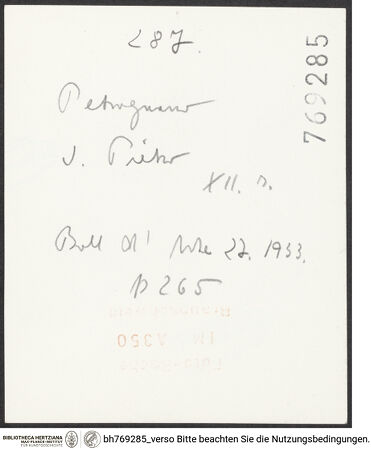 287.
769285
Petrognano
S. Pietro
XII. s.
Boll d'Arte 27. 1933.
p 265
A350
BIBLIOTHECA HERTZIANA
MAX-PLANCK-INSTITUT
FÜR KUNSTGESCHICHTE
bh769285_verso Bitte beachten Sie die Nutzungsbedingungen.